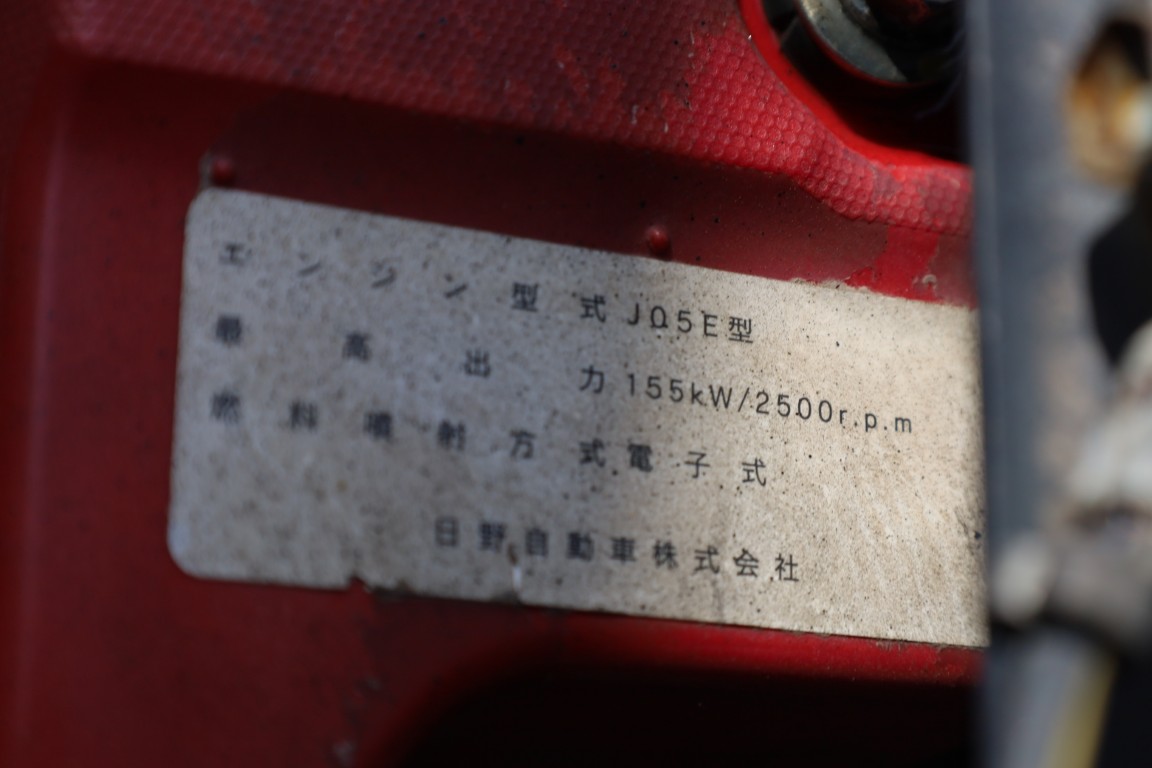 エンジン型式 J05E型
最高出力 155kW/2500r.p.m
燃料噴射方式 電子式
日野自動車株式会社